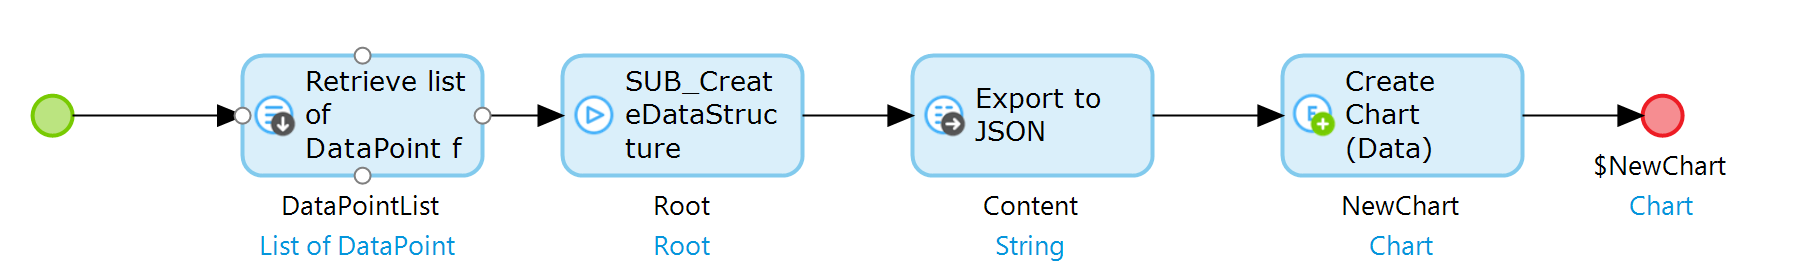 Retrieve list
of
DataPoint f
DataPointList
List of DataPoint
SUB_Creat
eDataStruc
ture
Root
Root
Export to
JSON
Content
String
E
Create
Chart
(Data)
NewChart
Chart
$NewChart
Chart